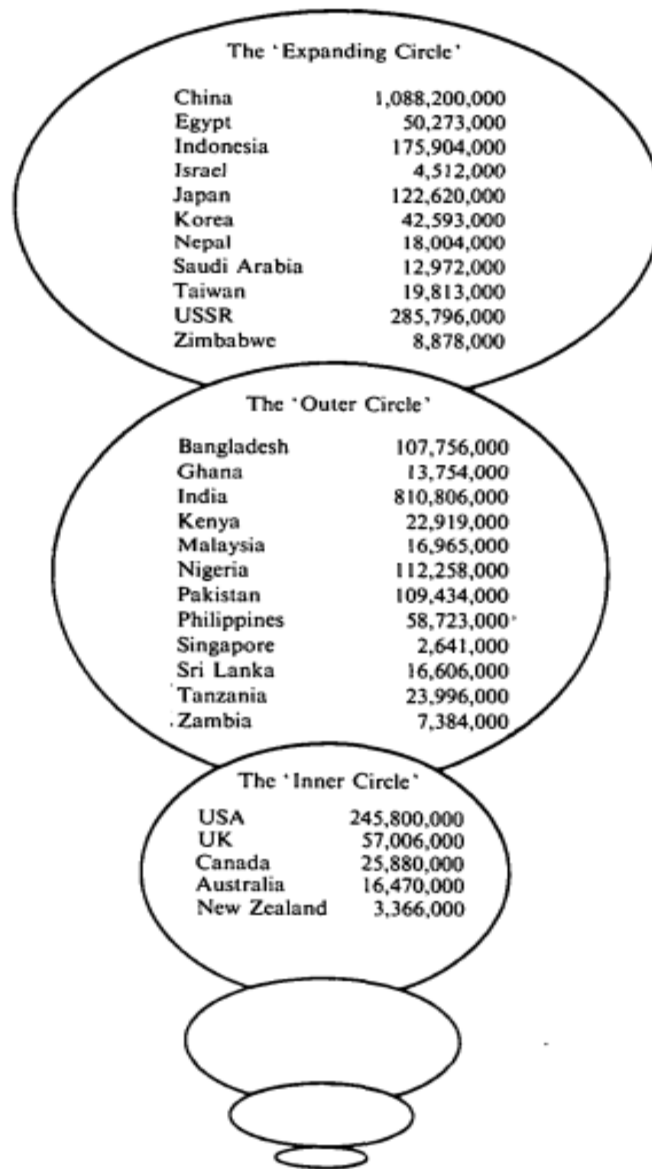 The 'Expanding Circle'
China 1,088,200,000
Egypt 50,273,000
Indonesia 175,904,000
Israel 4,512,000
Japan 122,620,000
Korea 42,593,000
Nepal 18,004,000
Saudi Arabia 12,972,000
Taiwan 19,813,000
USSR 285,796,000
Zimbabwe 8,878,000
The 'Outer Circle'
Bangladesh 107,756,000
Ghana 13,754,000
India 810,806,000
Kenya 22,919,000
Malaysia 16,965,000
Nigeria 112,258,000
Pakistan 109,434,000
Philippines 58,723,000
Singapore 2,641,000
Sri Lanka 16,606,000
Tanzania 23,996,000
Zambia 7,384,000
The 'Inner Circle'
USA 245,800,000
UK 57,006,000
Canada 25,880,000
Australia 16,470,000
New Zealand 3,366,000